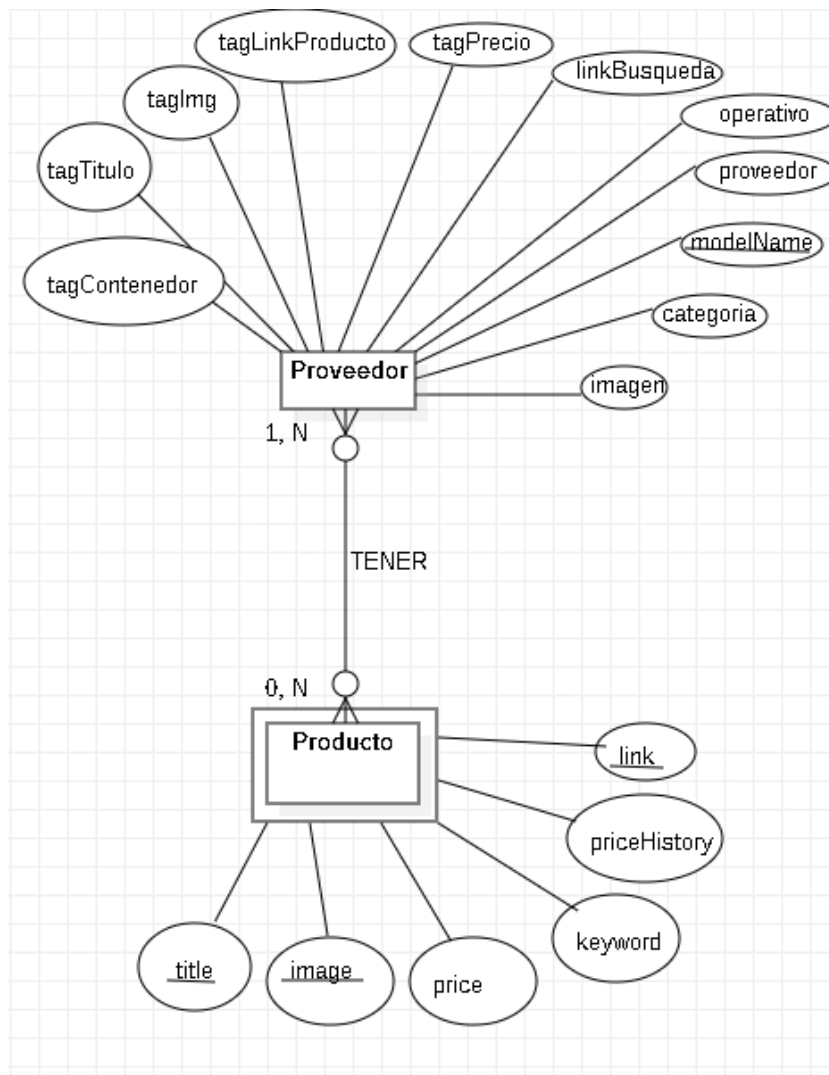 tagLinkProducto
tagPrecio
linkBusqueda
tagImg
operativo
tagTitulo
proveedor
modelName
tagContenedor
categoria
Proveedor
imagen
1, N
TENER
0, N
Producto
link
priceHistory
keyword
title
image
price